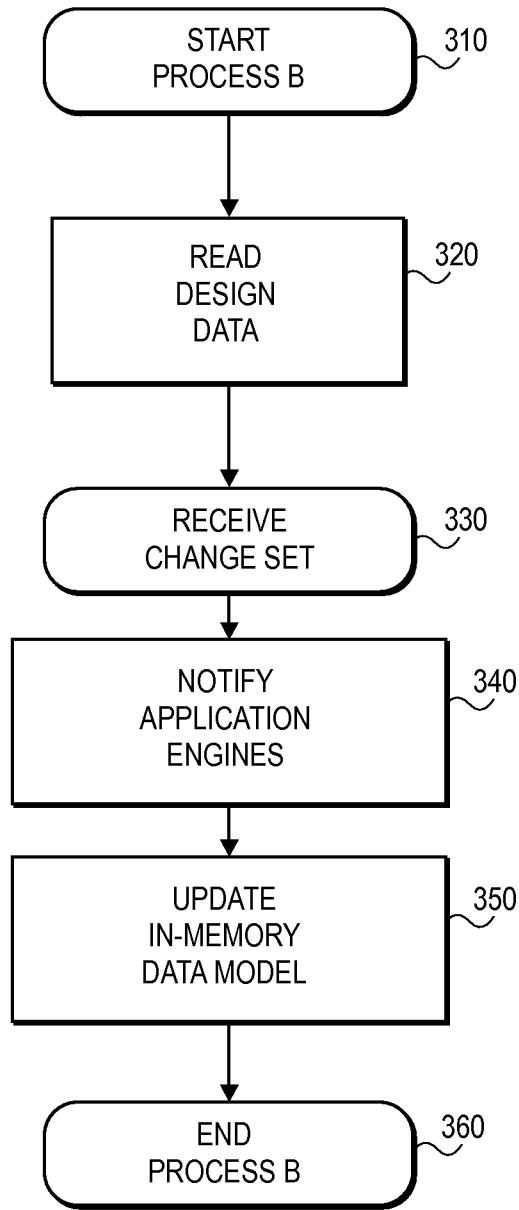 START
PROCESS B
310
READ
DESIGN
DATA
320
RECEIVE
CHANGE SET
330
NOTIFY
APPLICATION
ENGINES
340
UPDATE
IN-MEMORY
DATA MODEL
350
END
PROCESS B
360